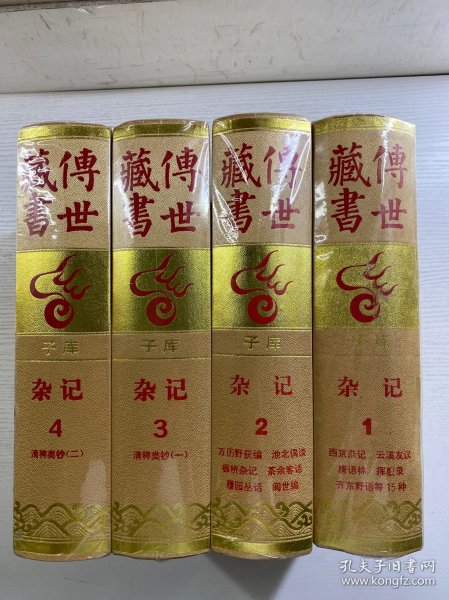 傳世
藏書
子库
杂记
4
清稗类钞(二)
傳世
藏書
子库
杂记
3
清稗类钞(一)
傳世
藏書
子库
杂记
2
万历野获编 池北偶谈
板桥杂记 茶余客话
履园丛话 阅世编
傳世
藏書
子库
杂记
1
西京杂记 云溪友议
唐语林 挥麈录
齐东野语等15种
孔夫子旧书网
www.kongfz.com